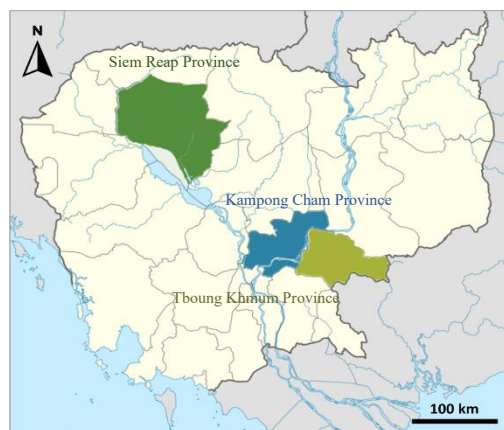 N
Siem Reap Province
Kampong Cham Province
Tboung Khmum Province
100 km